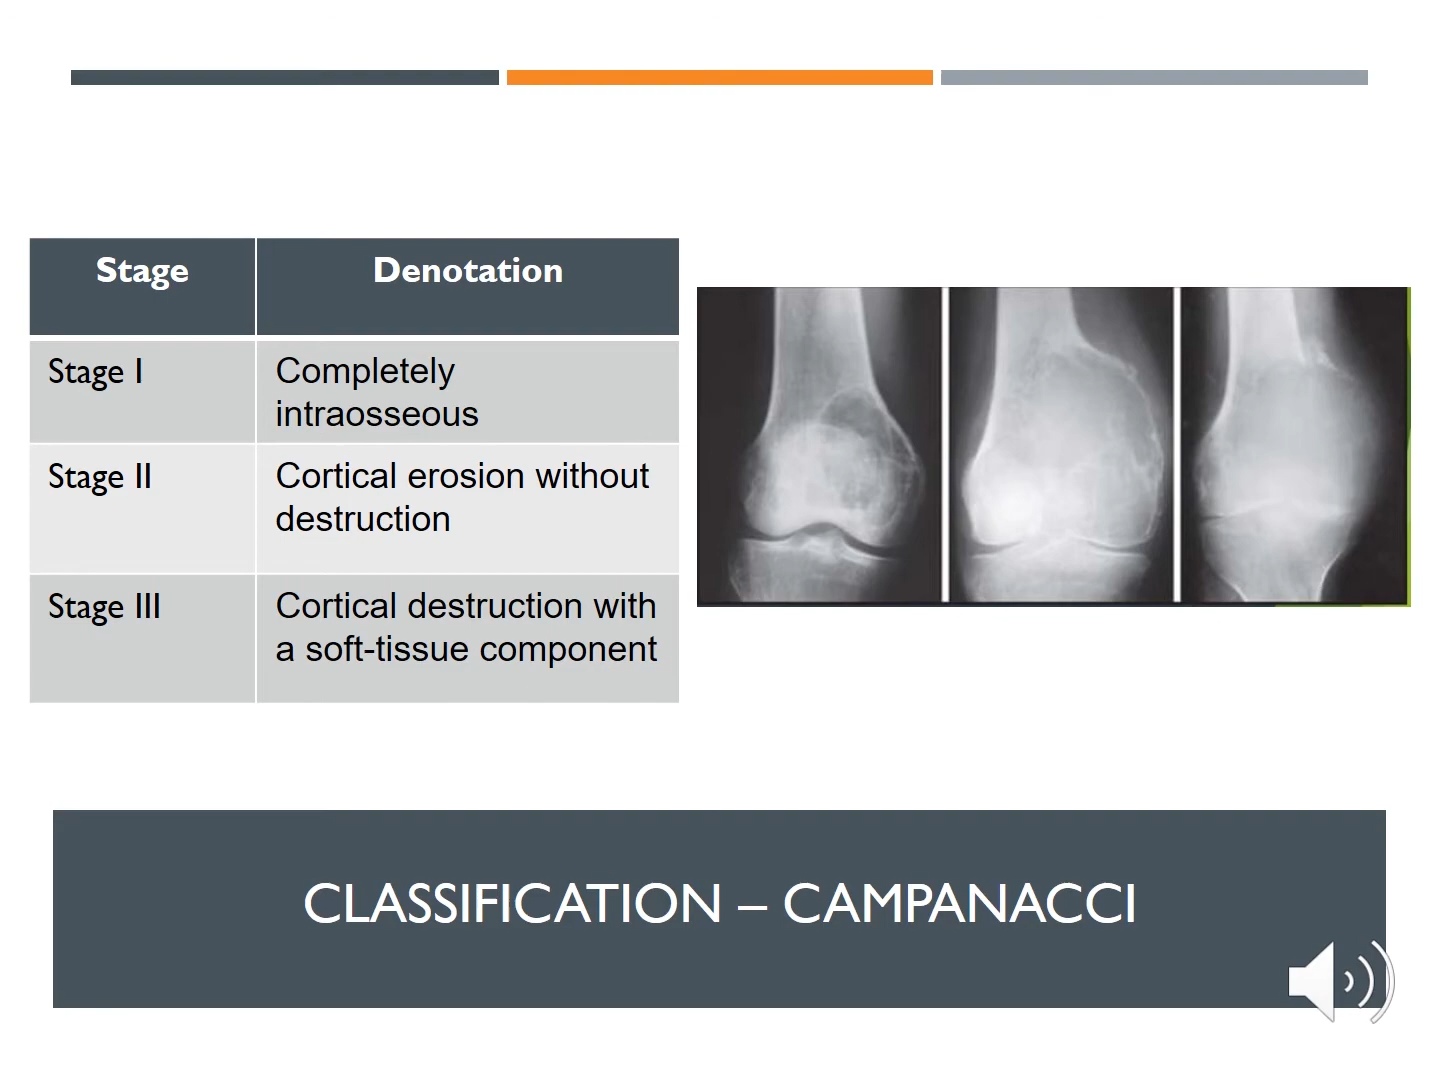 Stage
Denotation
Stage I
Completely
intraosseous
Stage II
Cortical erosion without
destruction
Stage III
Cortical destruction with
a soft-tissue component
CLASSIFICATION – CAMPANACCI